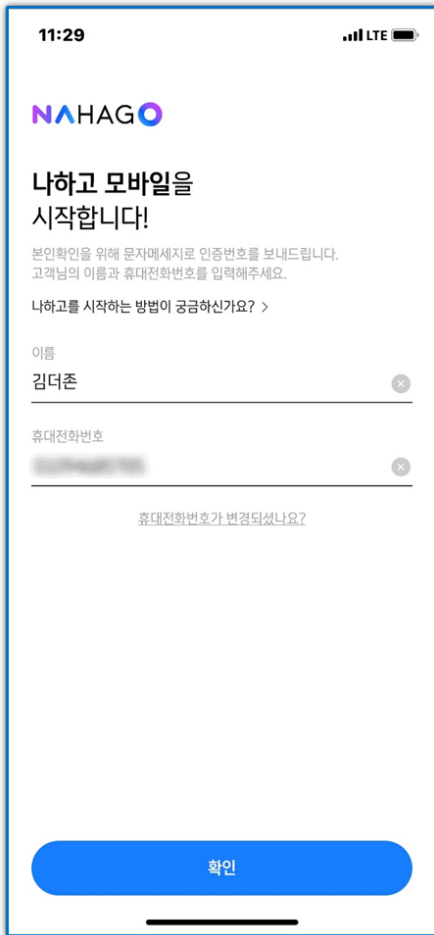 11:29
LTE
NAHAGO
나하고 모바일을
시작합니다!
본인확인을 위해 문자메세지로 인증번호를 보내드립니다.
고객님의 이름과 휴대전화번호를 입력해주세요.
나하고를 시작하는 방법이 궁금하신가요? >
이름
김더존
휴대전화번호
휴대전화번호가 변경되셨나요?
확인